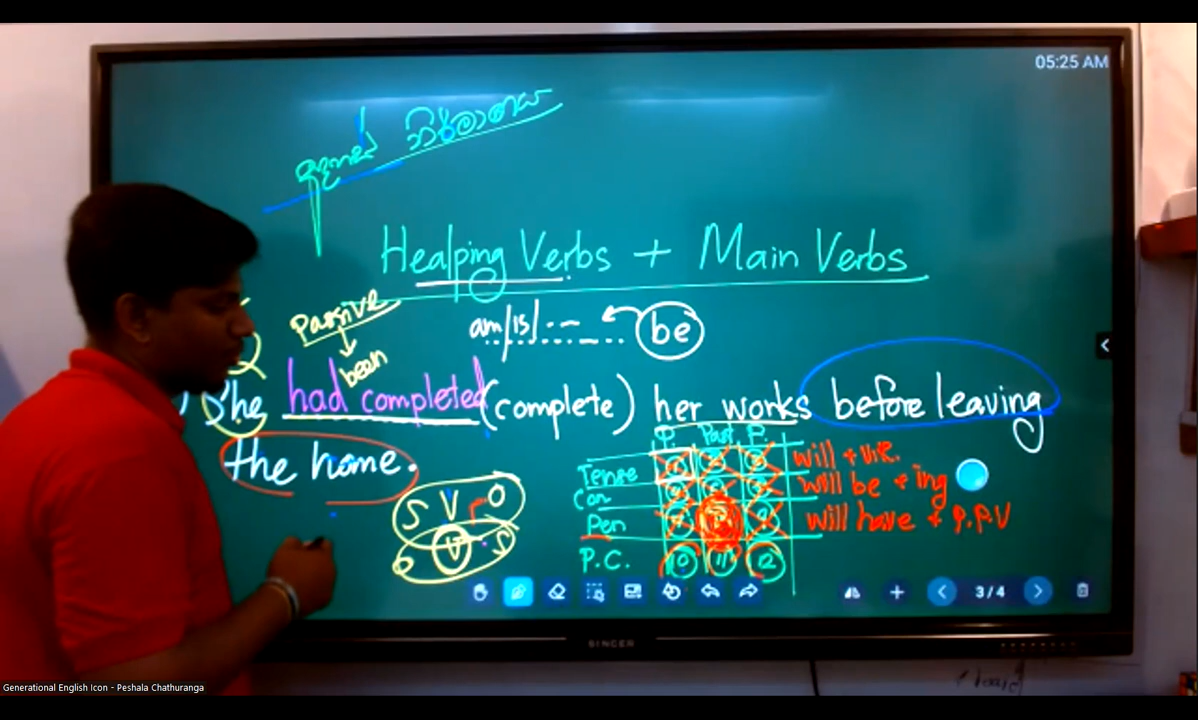 05:25 AM
නිර්මාණය
Healping Verbs + Main Verbs
Passive
been
am/is/
be
She had completed (complete) her works before leaving
the home.
S V O
O V S
P. Past F.
Tense
will + V.R.
Con
will be + ing
Per
will have + P.P.V
P.C. 10 11 12
3/4
SINGER
Generational English Icon - Peshala Chathuranga